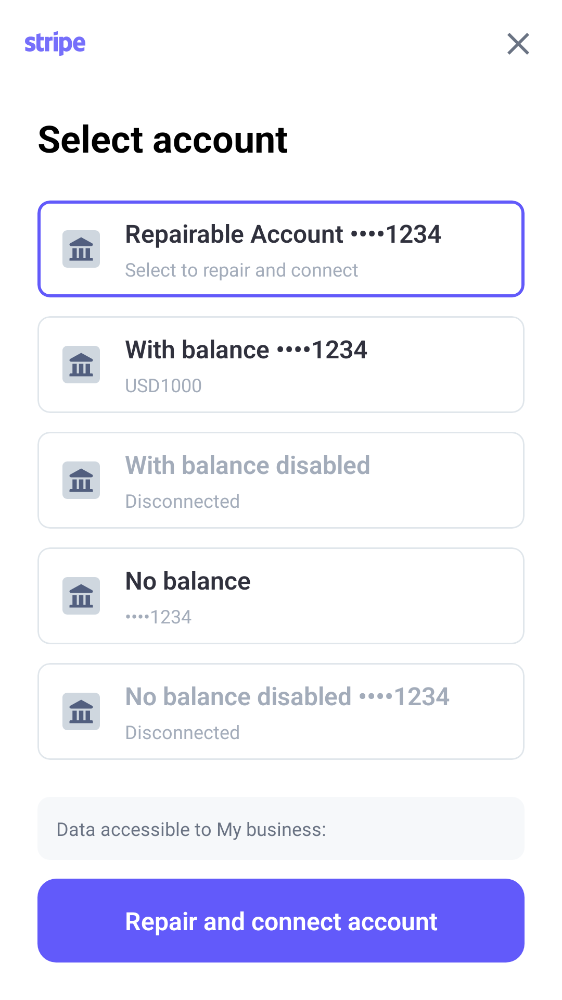 stripe
Select account
Repairable Account ••••1234
Select to repair and connect
With balance ••••1234
USD1000
With balance disabled
Disconnected
No balance
••••1234
No balance disabled ••••1234
Disconnected
Data accessible to My business:
Repair and connect account